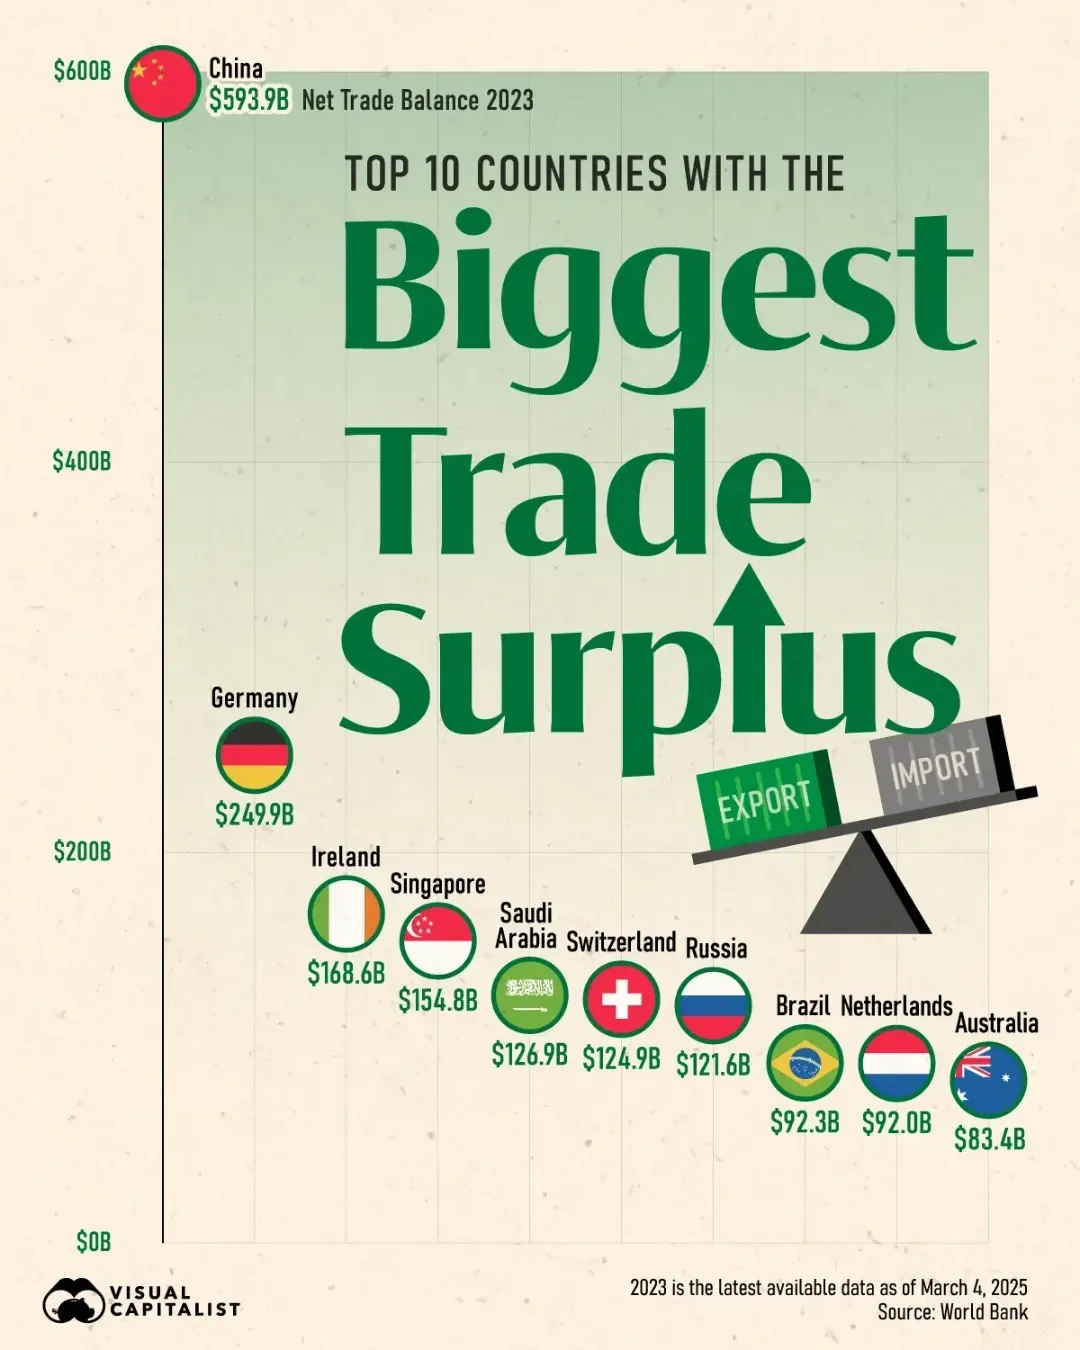 $600B
China
$593.9B Net Trade Balance 2023
TOP 10 COUNTRIES WITH THE
Biggest
Trade
Surplus
$400B
EXPORT
IMPORT
Germany
$249.9B
$200B
Ireland
$168.6B
Singapore
$154.8B
Saudi
Arabia
$126.9B
Switzerland
$124.9B
Russia
$121.6B
Brazil
$92.3B
Netherlands
$92.0B
Australia
$83.4B
$0B
VISUAL
CAPITALIST
2023 is the latest available data as of March 4, 2025
Source: World Bank